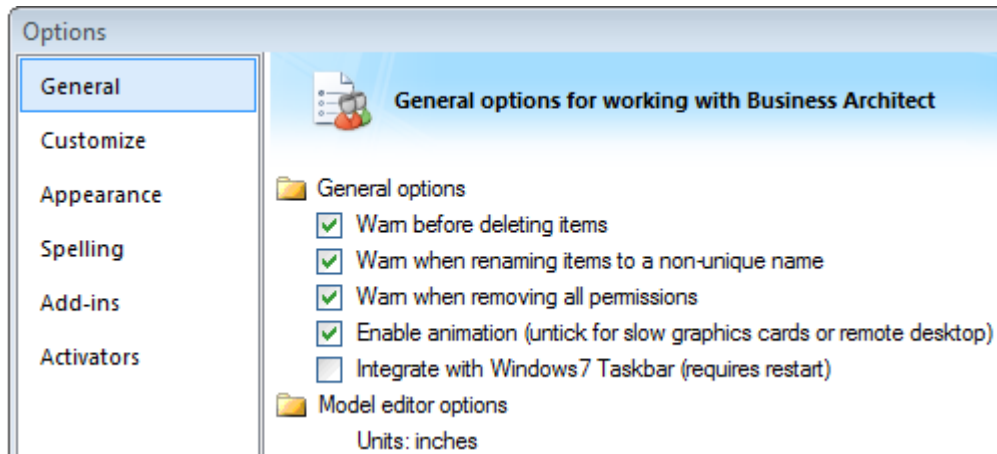 Options
General
Customize
Appearance
Spelling
Add-ins
Activators
General options for working with Business Architect
General options
Warn before deleting items
Warn when renaming items to a non-unique name
Warn when removing all permissions
Enable animation (untick for slow graphics cards or remote desktop)
Integrate with Windows7 Taskbar (requires restart)
Model editor options
Units: inches